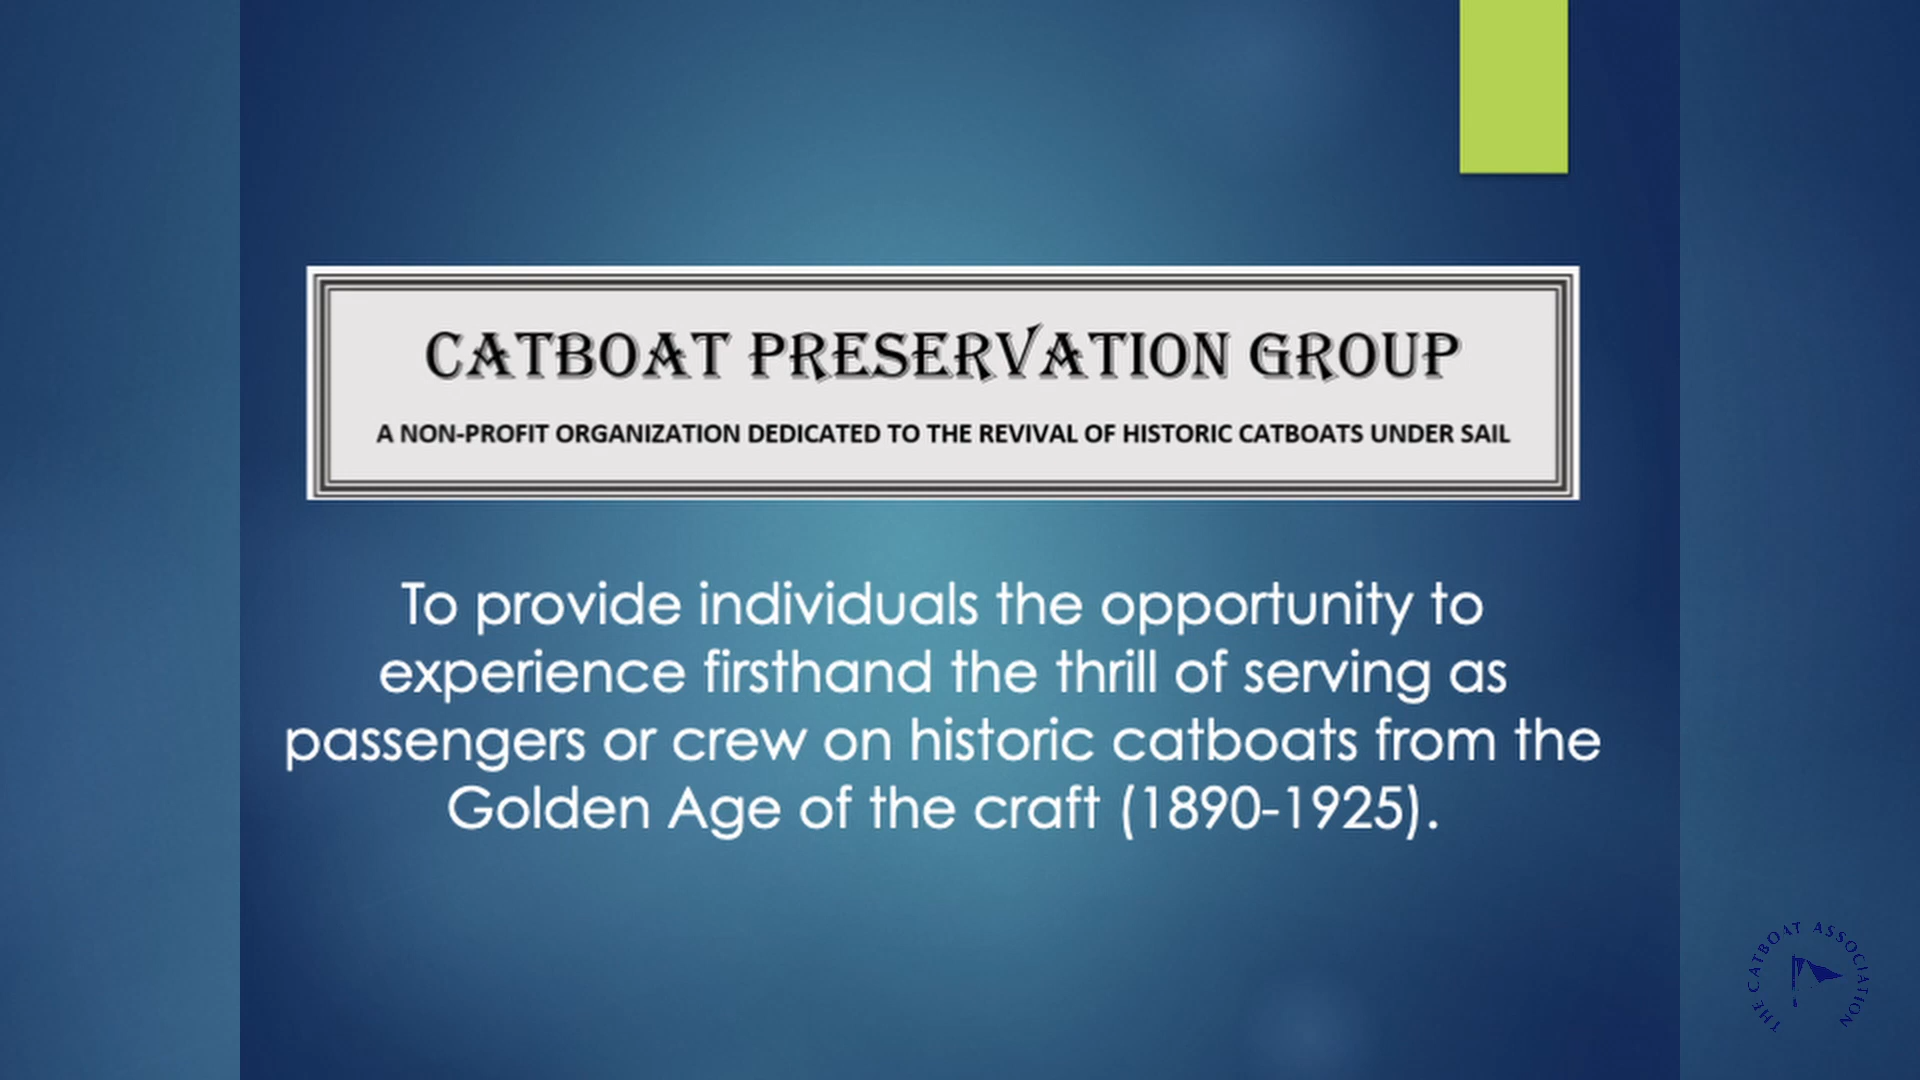 CATBOAT PRESERVATION GROUP
A NON-PROFIT ORGANIZATION DEDICATED TO THE REVIVAL OF HISTORIC CATBOATS UNDER SAIL
To provide individuals the opportunity to
experience firsthand the thrill of serving as
passengers or crew on historic catboats from the
Golden Age of the craft (1890-1925).
THE CATBOAT ASSOCIATION